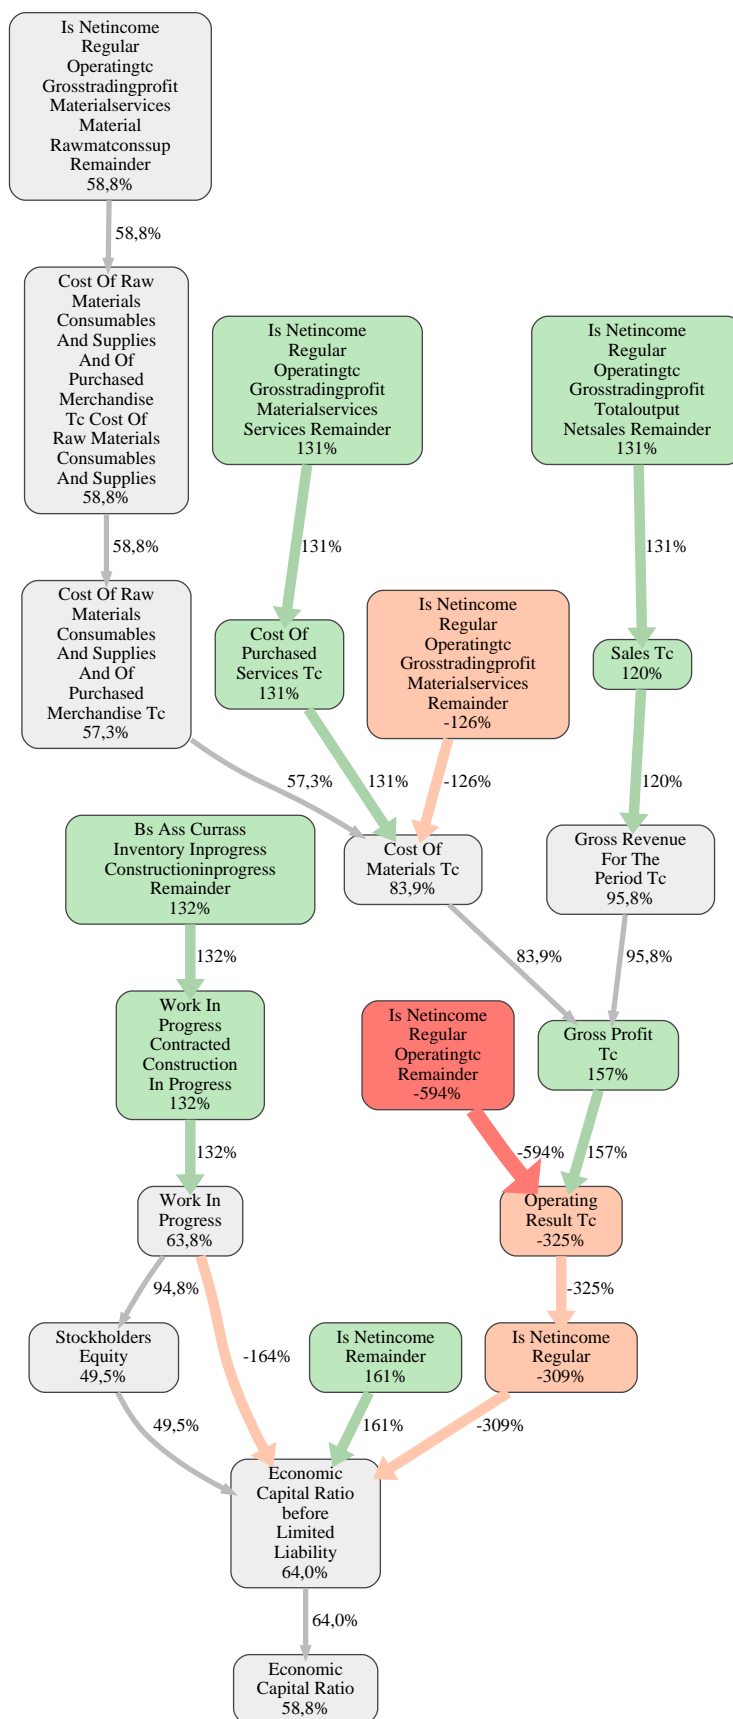 Is Netincome
Regular
Operatingtc
Grosstradingprofit
Materialservices
Material
Rawmatconssup
Remainder
58,8%
58,8%
Cost Of Raw
Materials
Consumables
And Supplies
And Of
Purchased
Merchandise
Tc Cost Of
Raw Materials
Consumables
And Supplies
58,8%
Is Netincome
Regular
Operatingtc
Grosstradingprofit
Materialservices
Services Remainder
131%
Is Netincome
Regular
Operatingtc
Grosstradingprofit
Totaloutput
Netsales Remainder
131%
58,8%
131%
131%
Cost Of Raw
Materials
Consumables
And Supplies
And Of
Purchased
Merchandise Tc
57,3%
Cost Of
Purchased
Services Tc
131%
Is Netincome
Regular
Operatingtc
Grosstradingprofit
Materialservices
Remainder
-126%
Sales Tc
120%
57,3%
131%
-126%
120%
Bs Ass Currass
Inventory Inprogress
Constructioninprogress
Remainder
132%
Cost Of
Materials Tc
83,9%
Gross Revenue
For The
Period Tc
95,8%
132%
83,9%
95,8%
Work In
Progress
Contracted
Construction
In Progress
132%
Is Netincome
Regular
Operatingtc
Remainder
-594%
Gross Profit
Tc
157%
132%
-594%
157%
Work In
Progress
63,8%
Operating
Result Tc
-325%
94,8%
-164%
-325%
Stockholders
Equity
49,5%
Is Netincome
Remainder
161%
Is Netincome
Regular
-309%
49,5%
161%
-309%
Economic
Capital Ratio
before
Limited
Liability
64,0%
64,0%
Economic
Capital Ratio
58,8%